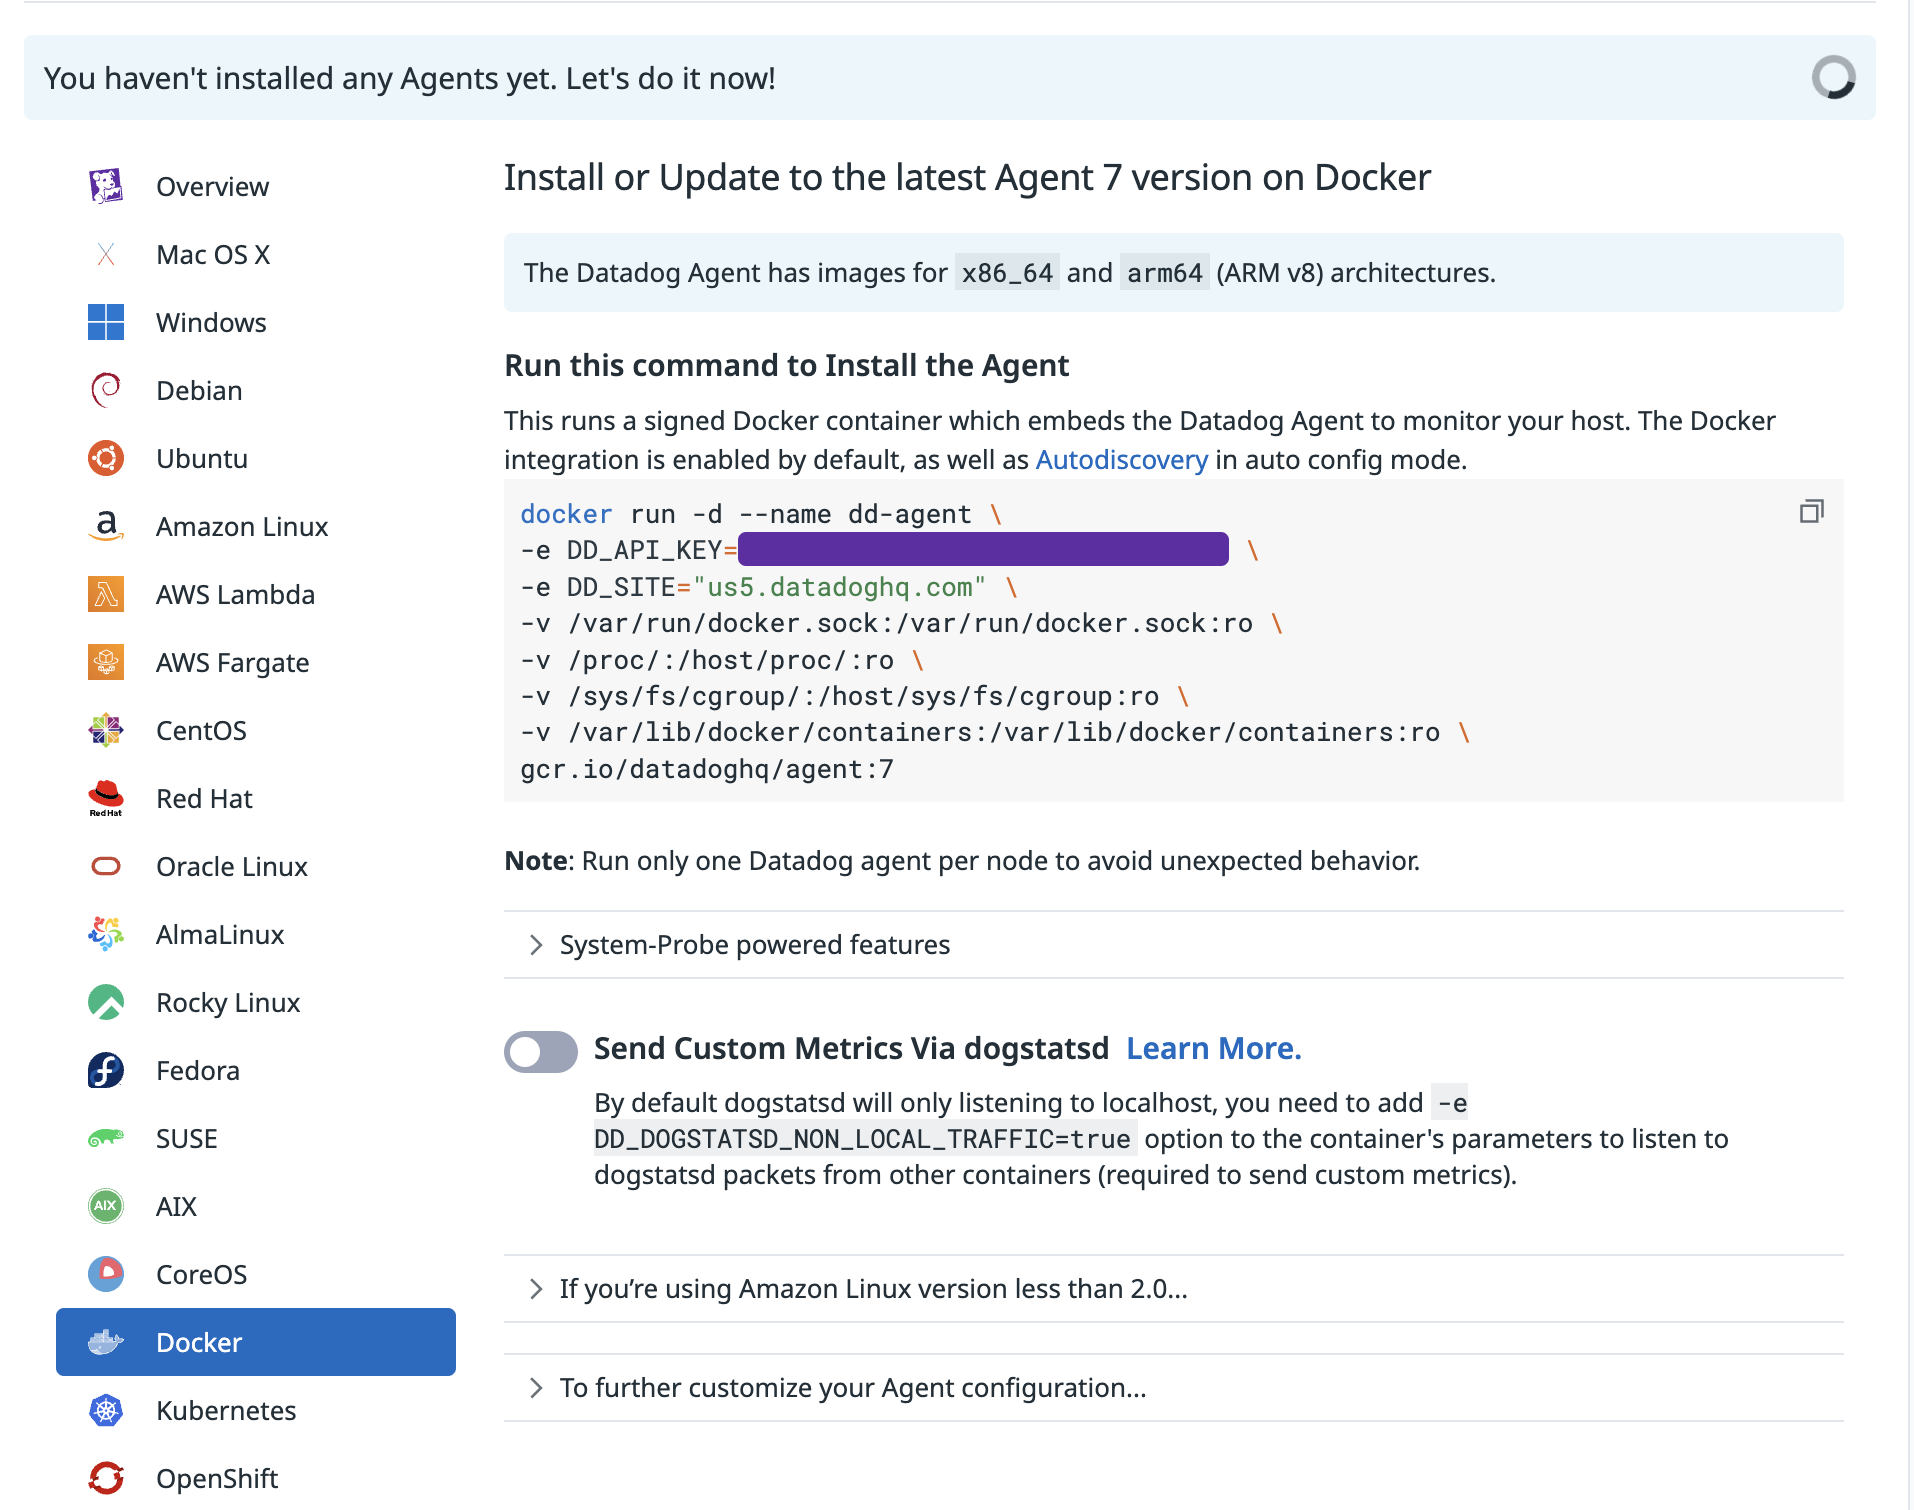 You haven't installed any Agents yet. Let's do it now!
Overview
Mac OS X
Windows
Debian
Ubuntu
Amazon Linux
AWS Lambda
AWS Fargate
CentOS
Red Hat
Red Hat
Oracle Linux
AlmaLinux
Rocky Linux
Fedora
SUSE
AIX
AIX
CoreOS
Docker
Kubernetes
OpenShift
Install or Update to the latest Agent 7 version on Docker
The Datadog Agent has images for x86_64 and arm64 (ARM v8) architectures.
Run this command to Install the Agent
This runs a signed Docker container which embeds the Datadog Agent to monitor your host. The Docker
integration is enabled by default, as well as Autodiscovery in auto config mode.
docker run -d --name dd-agent \
-e DD_API_KEY= \
-e DD_SITE="us5.datadoghq.com" \
-v /var/run/docker.sock:/var/run/docker.sock:ro \
-v /proc/:/host/proc/:ro \
-v /sys/fs/cgroup/:/host/sys/fs/cgroup:ro \
-v /var/lib/docker/containers:/var/lib/docker/containers:ro \
gcr.io/datadoghq/agent:7
Note: Run only one Datadog agent per node to avoid unexpected behavior.
System-Probe powered features
Send Custom Metrics Via dogstatsd Learn More.
By default dogstatsd will only listening to localhost, you need to add -e
DD_DOGSTATSD_NON_LOCAL_TRAFFIC=true option to the container's parameters to listen to
dogstatsd packets from other containers (required to send custom metrics).
If you’re using Amazon Linux version less than 2.0...
To further customize your Agent configuration...